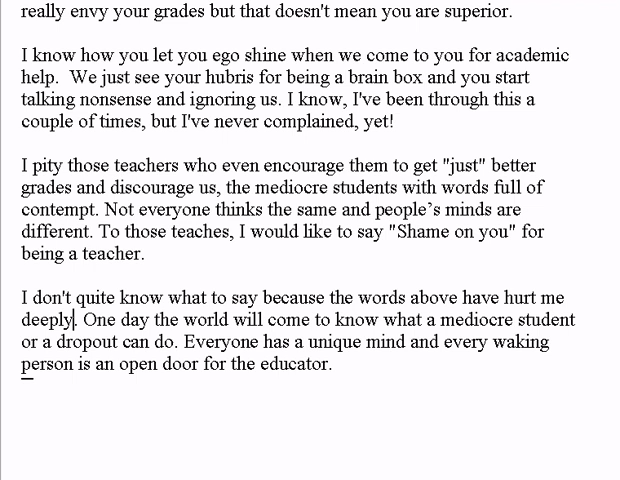 really envy your grades but that doesn't mean you are superior.
I know how you let you ego shine when we come to you for academic
help.  We just see your hubris for being a brain box and you start
talking nonsense and ignoring us. I know, I've been through this a
couple of times, but I've never complained, yet!
I pity those teachers who even encourage them to get "just" better
grades and discourage us, the mediocre students with words full of
contempt. Not everyone thinks the same and people’s minds are
different. To those teaches, I would like to say "Shame on you" for
being a teacher.
I don't quite know what to say because the words above have hurt me
deeply. One day the world will come to know what a mediocre student
or a dropout can do. Everyone has a unique mind and every waking
person is an open door for the educator.